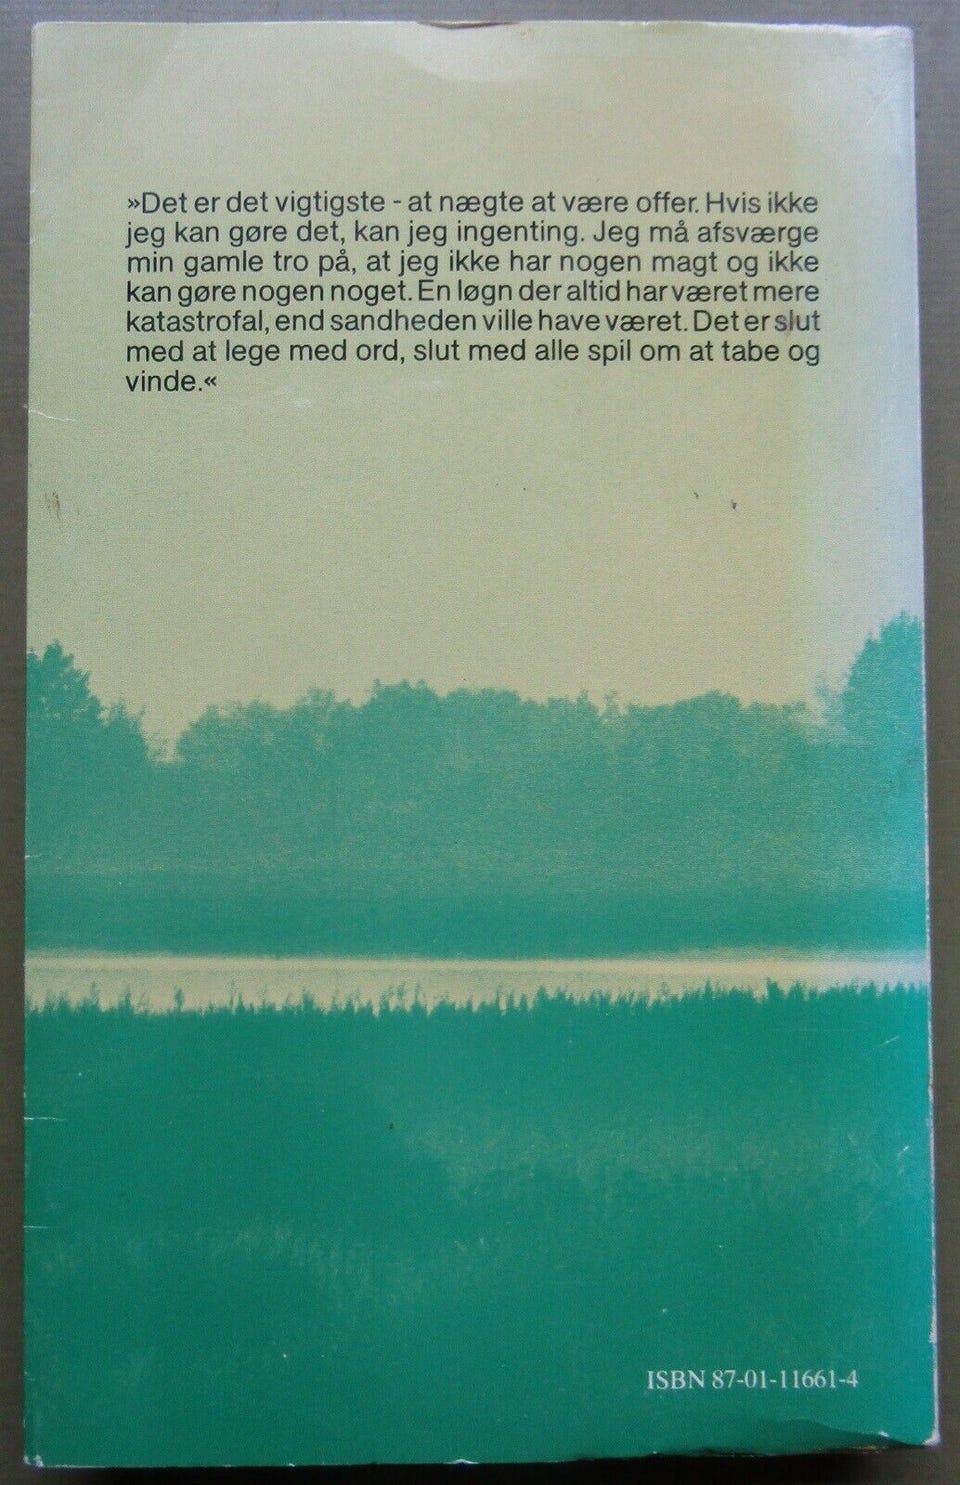 »Det er det vigtigste - at nægte at være offer. Hvis ikke
jeg kan gøre det, kan jeg ingenting. Jeg må afsværge
min gamle tro på, at jeg ikke har nogen magt og ikke
kan gøre nogen noget. En løgn der altid har været mere
katastrofal, end sandheden ville have været. Det er slut
med at lege med ord, slut med alle spil om at tabe og
vinde.«
ISBN 87-01-11661-4